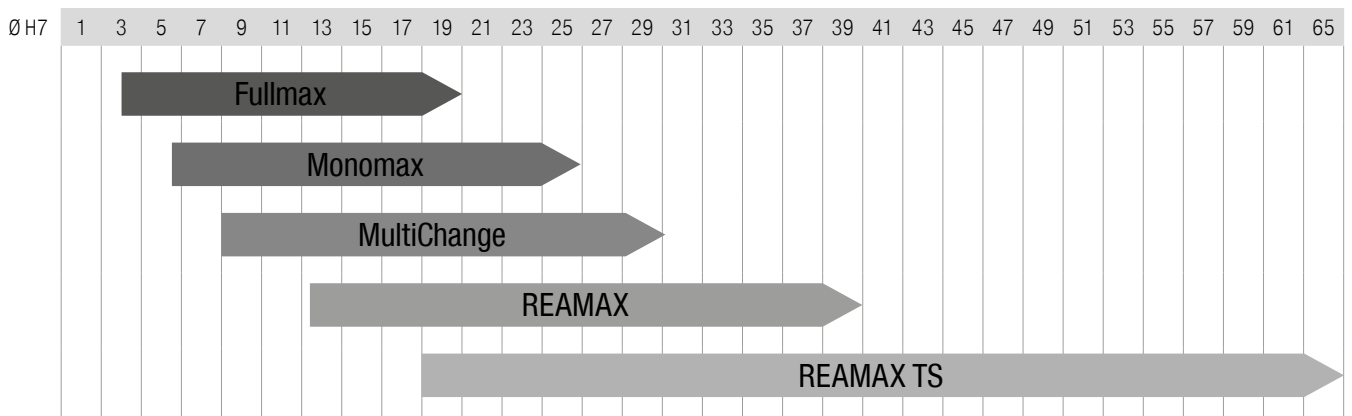 Ø H7 1 3 5 7 9 11 13 15 17 19 21 23 25 27 29 31 33 35 37 39 41 43 45 47 49 51 53 55 57 59 61 65
Fullmax
Monomax
MultiChange
REAMAX
REAMAX TS